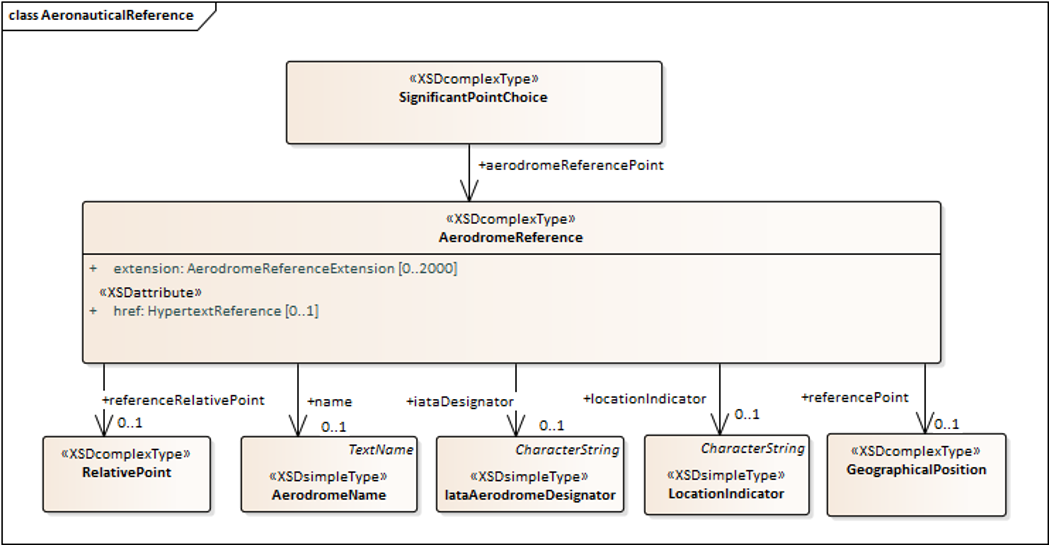 class AeronauticalReference
«XSDcomplexType»
SignificantPointChoice
+aerodromeReferencePoint
«XSDcomplexType»
AerodromeReference
+ extension: AerodromeReferenceExtension [0..2000]
«XSDattribute»
+ href: HypertextReference [0..1]
+referenceRelativePoint
0..1
+name
0..1
+iataDesignator
0..1
+locationIndicator
0..1
+referencePoint
0..1
«XSDcomplexType»
RelativePoint
TextName
«XSDsimpleType»
AerodromeName
CharacterString
«XSDsimpleType»
IataAerodromeDesignator
CharacterString
«XSDsimpleType»
LocationIndicator
«XSDcomplexType»
GeographicalPosition